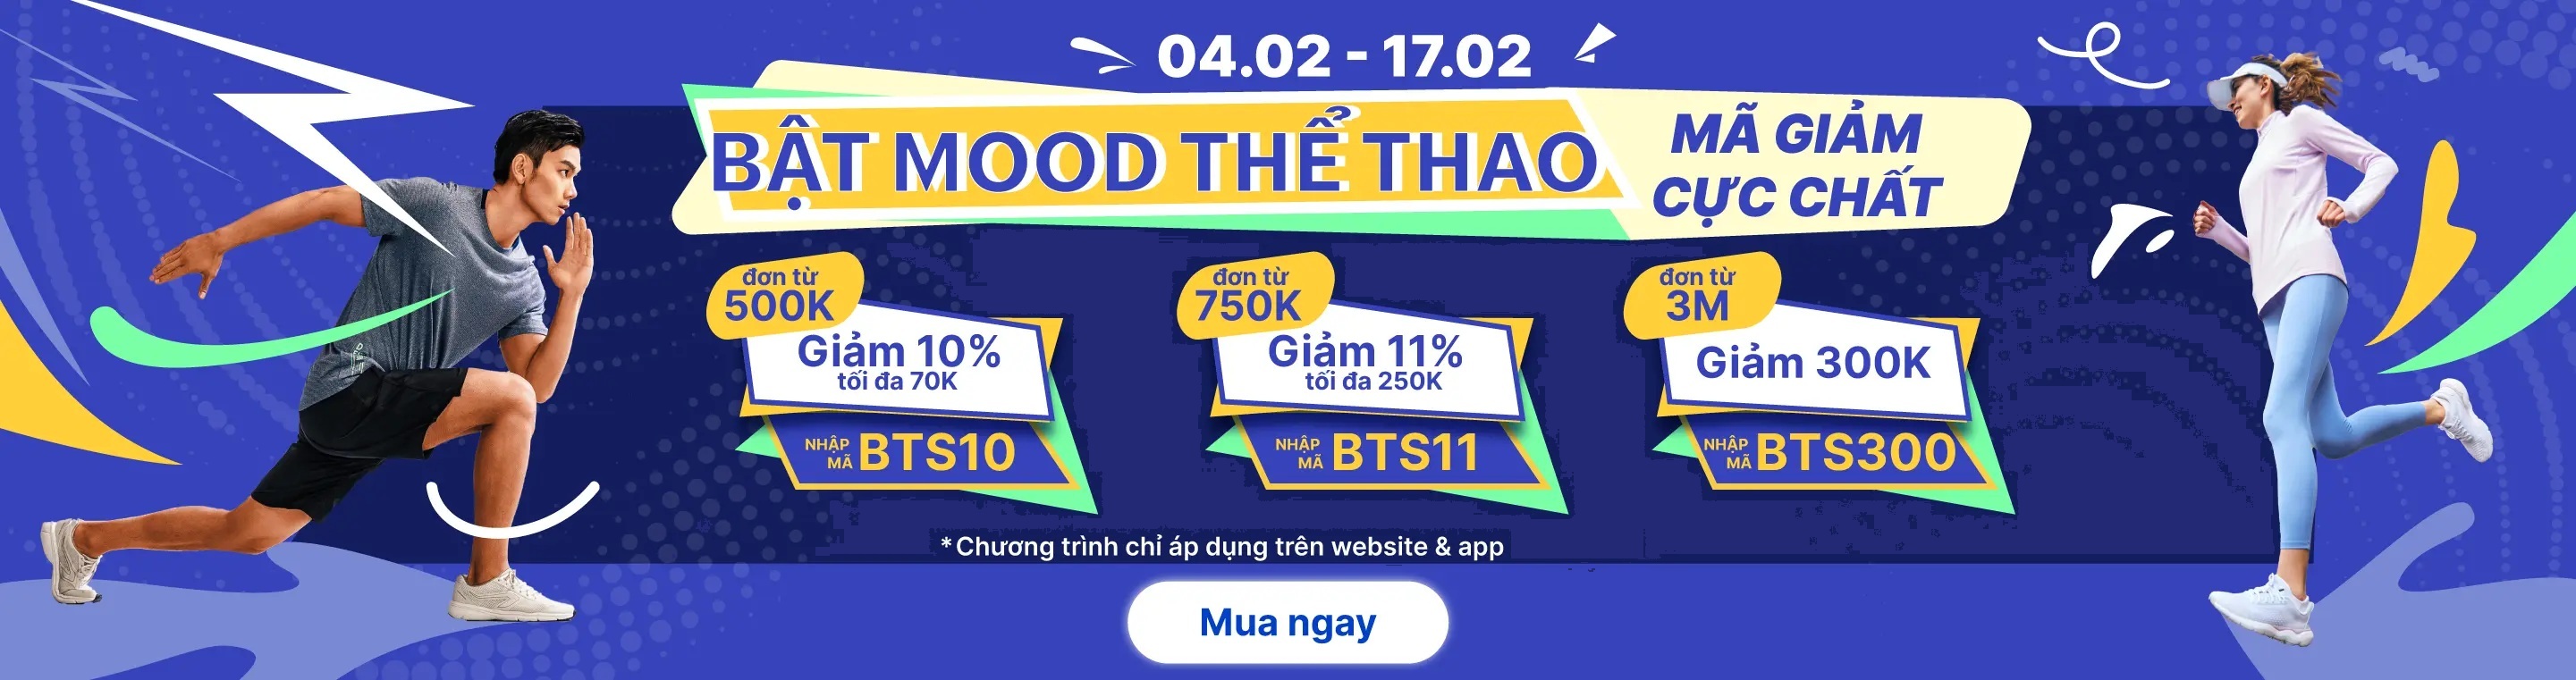 04.02 - 17.02
BẬT MOOD THỂ THAO
MÃ GIẢM
CỰC CHẤT
đơn từ
500K
Giảm 10%
tối đa 70K
NHẬP
MÃ
BTS10
đơn từ
750K
Giảm 11%
tối đa 250K
NHẬP
MÃ
BTS11
đơn từ
3M
Giảm 300K
NHẬP
MÃ
BTS300
*Chương trình chỉ áp dụng trên website & app
Mua ngay